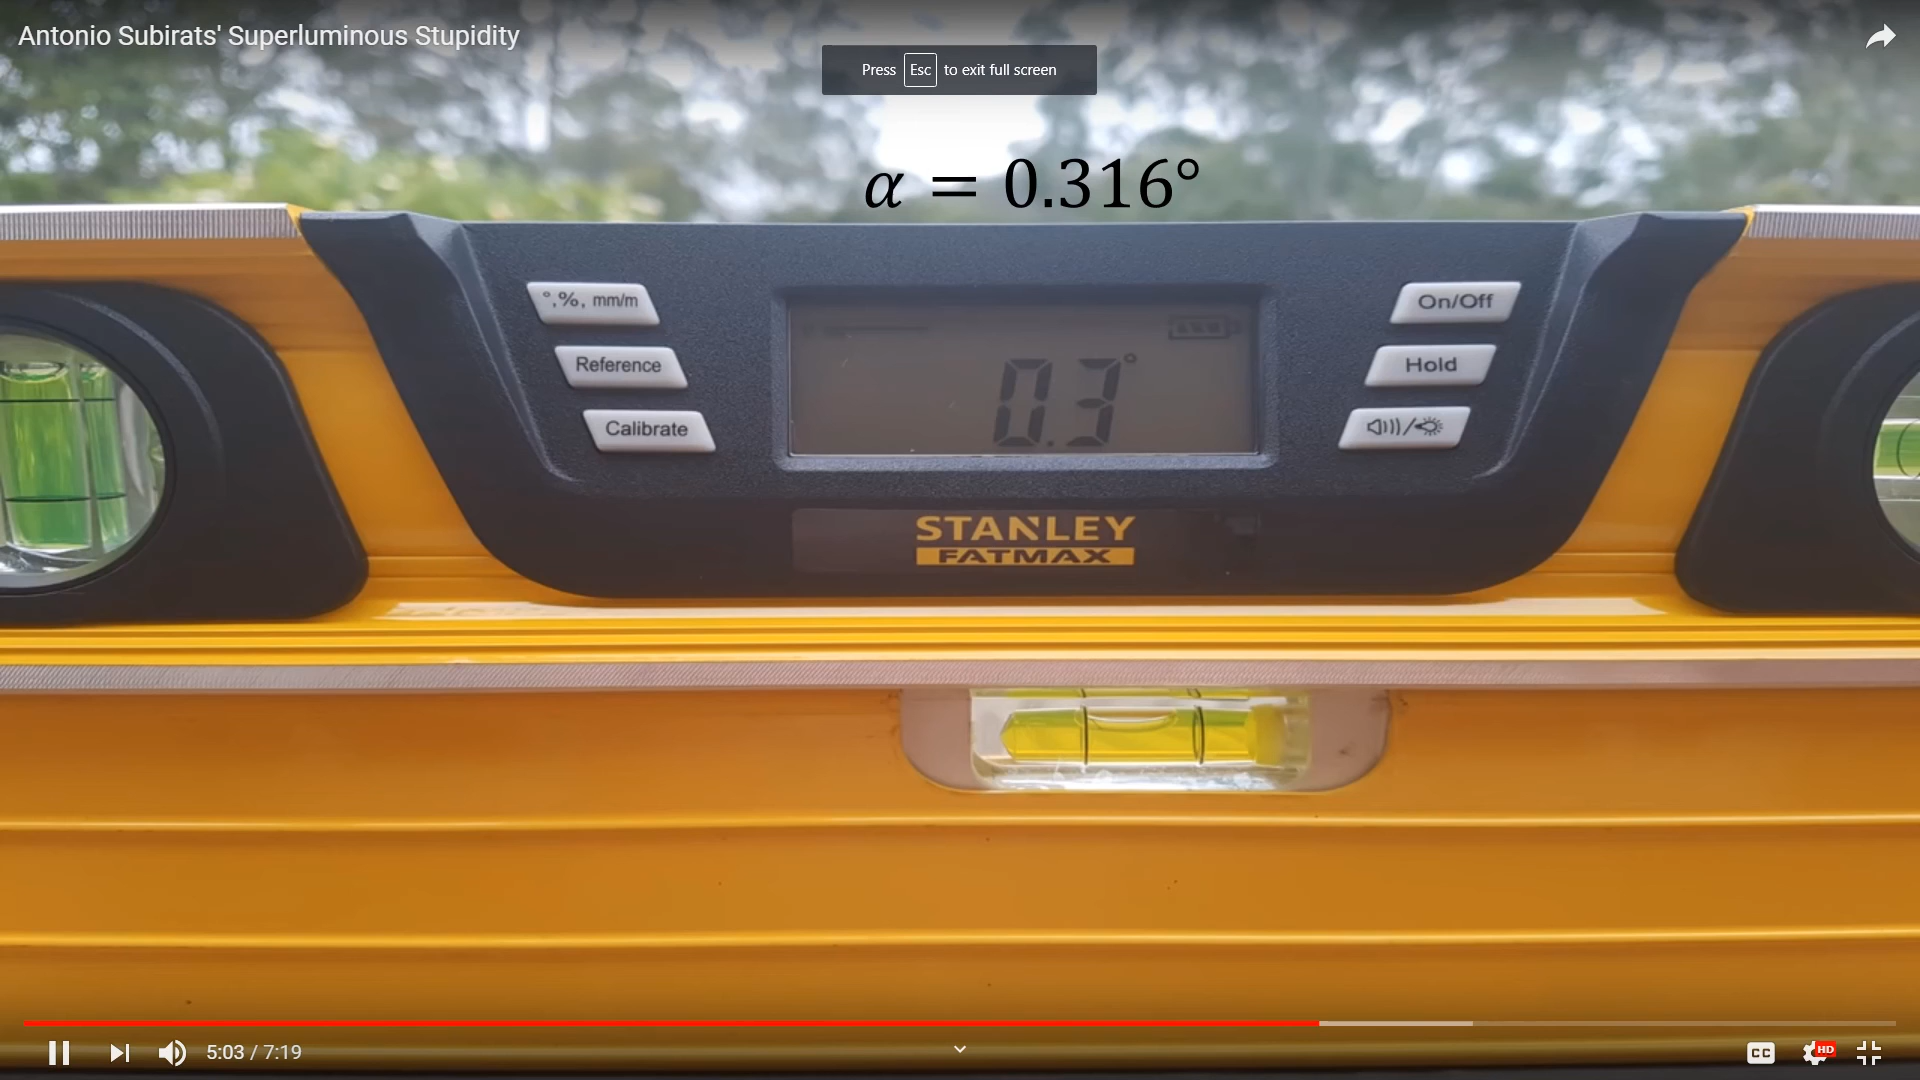 Antonio Subirats' Superluminous Stupidity
Press Esc to exit full screen
α = 0.316°
°,%, mm/m
On/Off
Reference
Hold
0.3°
Calibrate
STANLEY
FATMAX
5:03 / 7:19
CC
HD